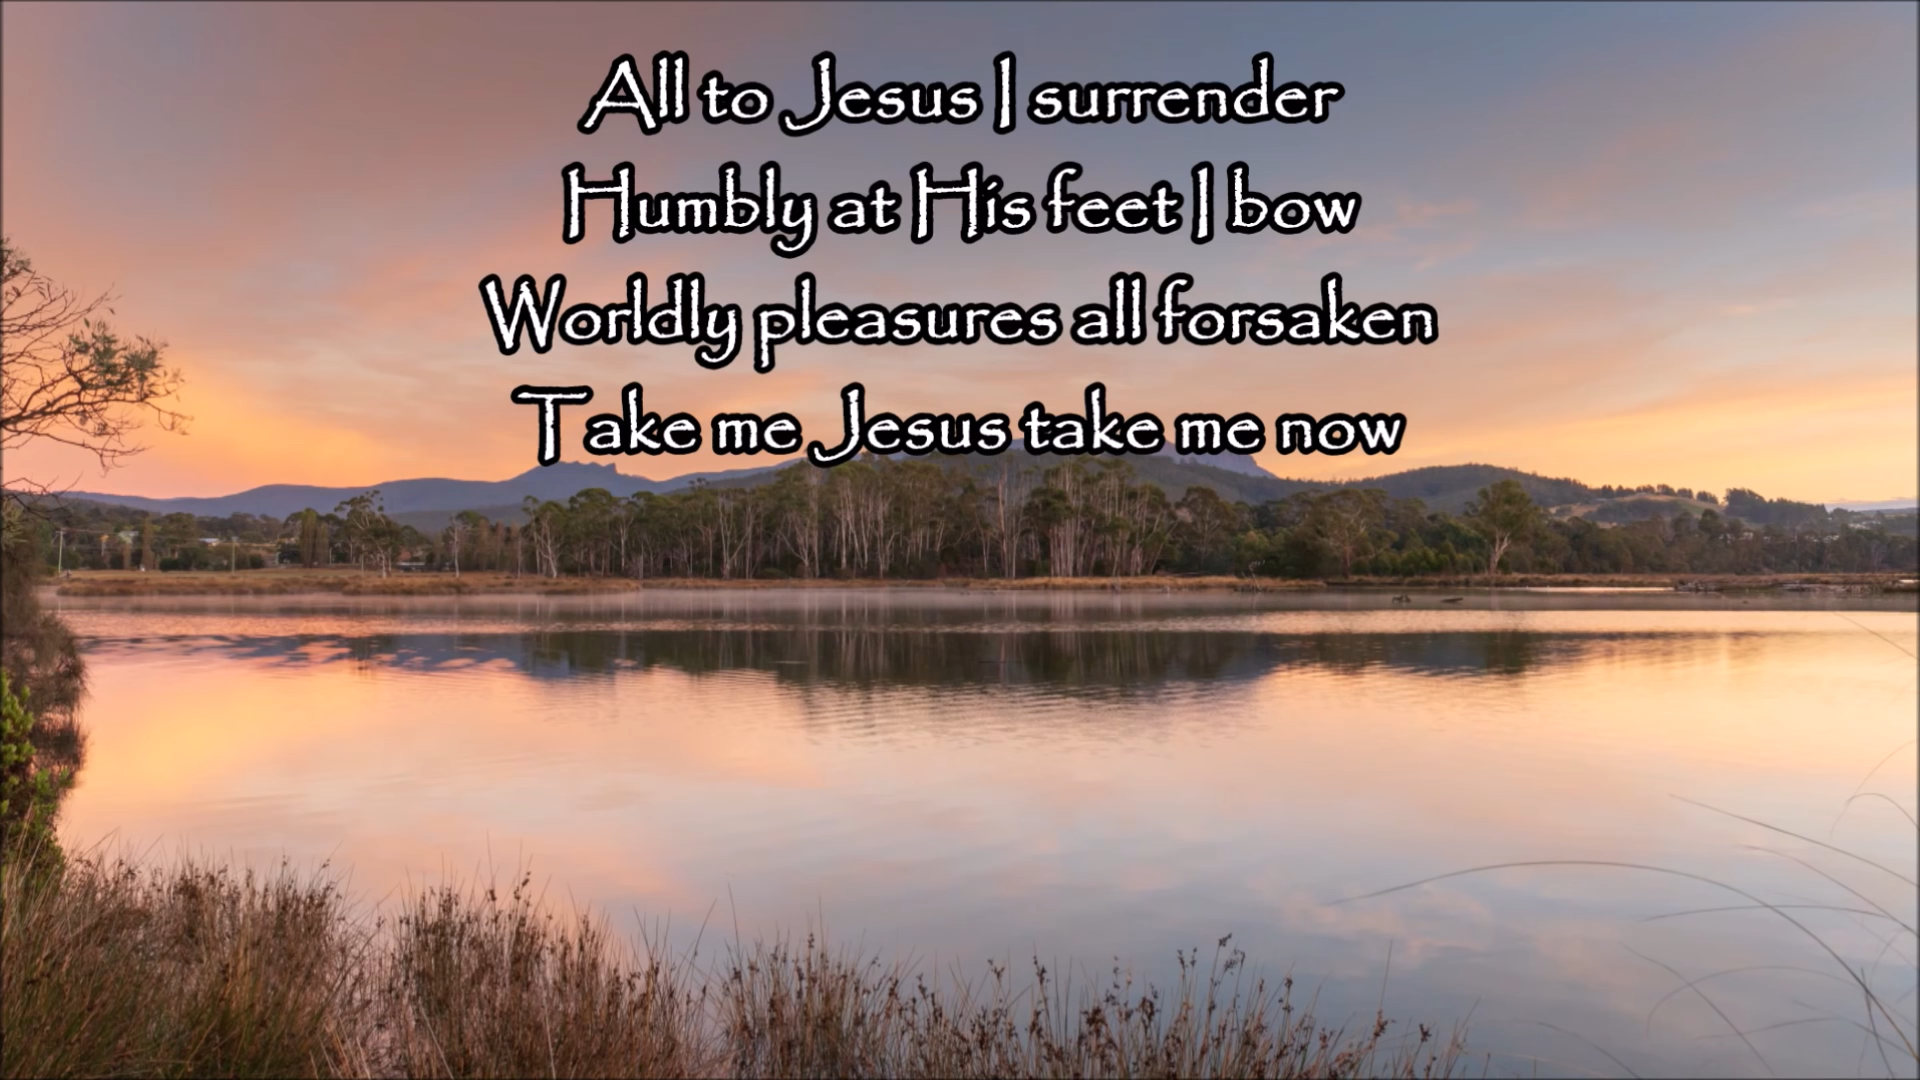 All to Jesus I surrender
Humbly at His feet I bow
Worldly pleasures all forsaken
Take me Jesus take me now